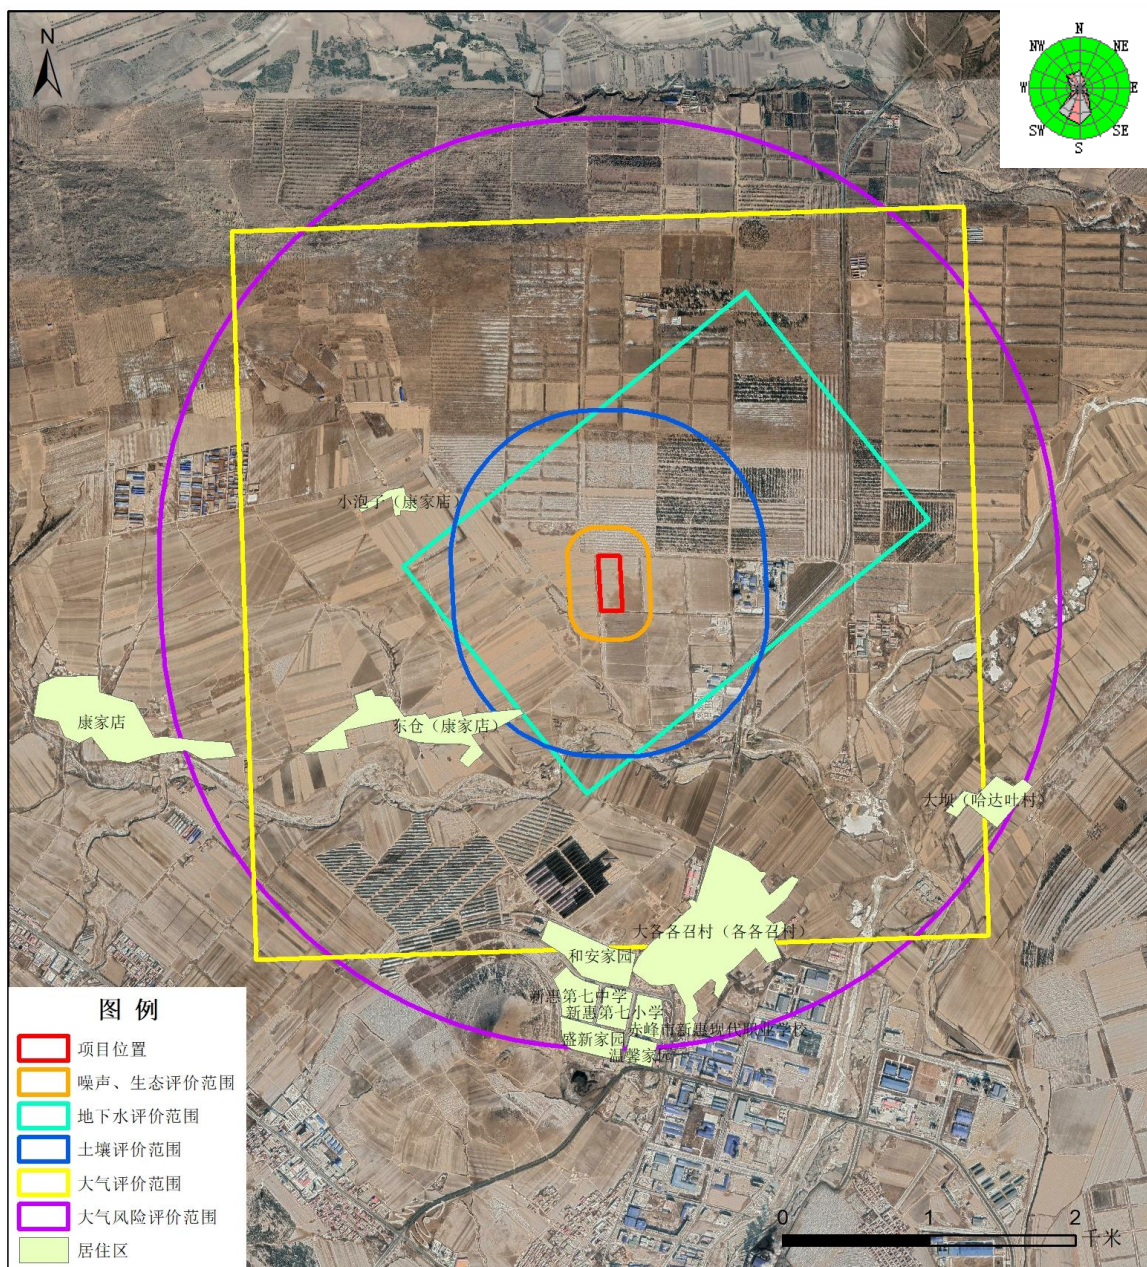 N
N
NW
NE
W
E
SW
SE
S
小泡子（康家店）
康家店
东仓（康家店）
大坝（哈达吐村）
大各各召村（各各召村）
和安家园
新惠第七中学
新惠第七小学
赤峰市新惠现代职业学校
盛新家园
温馨家园
图 例
项目位置
噪声、生态评价范围
地下水评价范围
土壤评价范围
大气评价范围
大气风险评价范围
居住区
0 1 2
千米